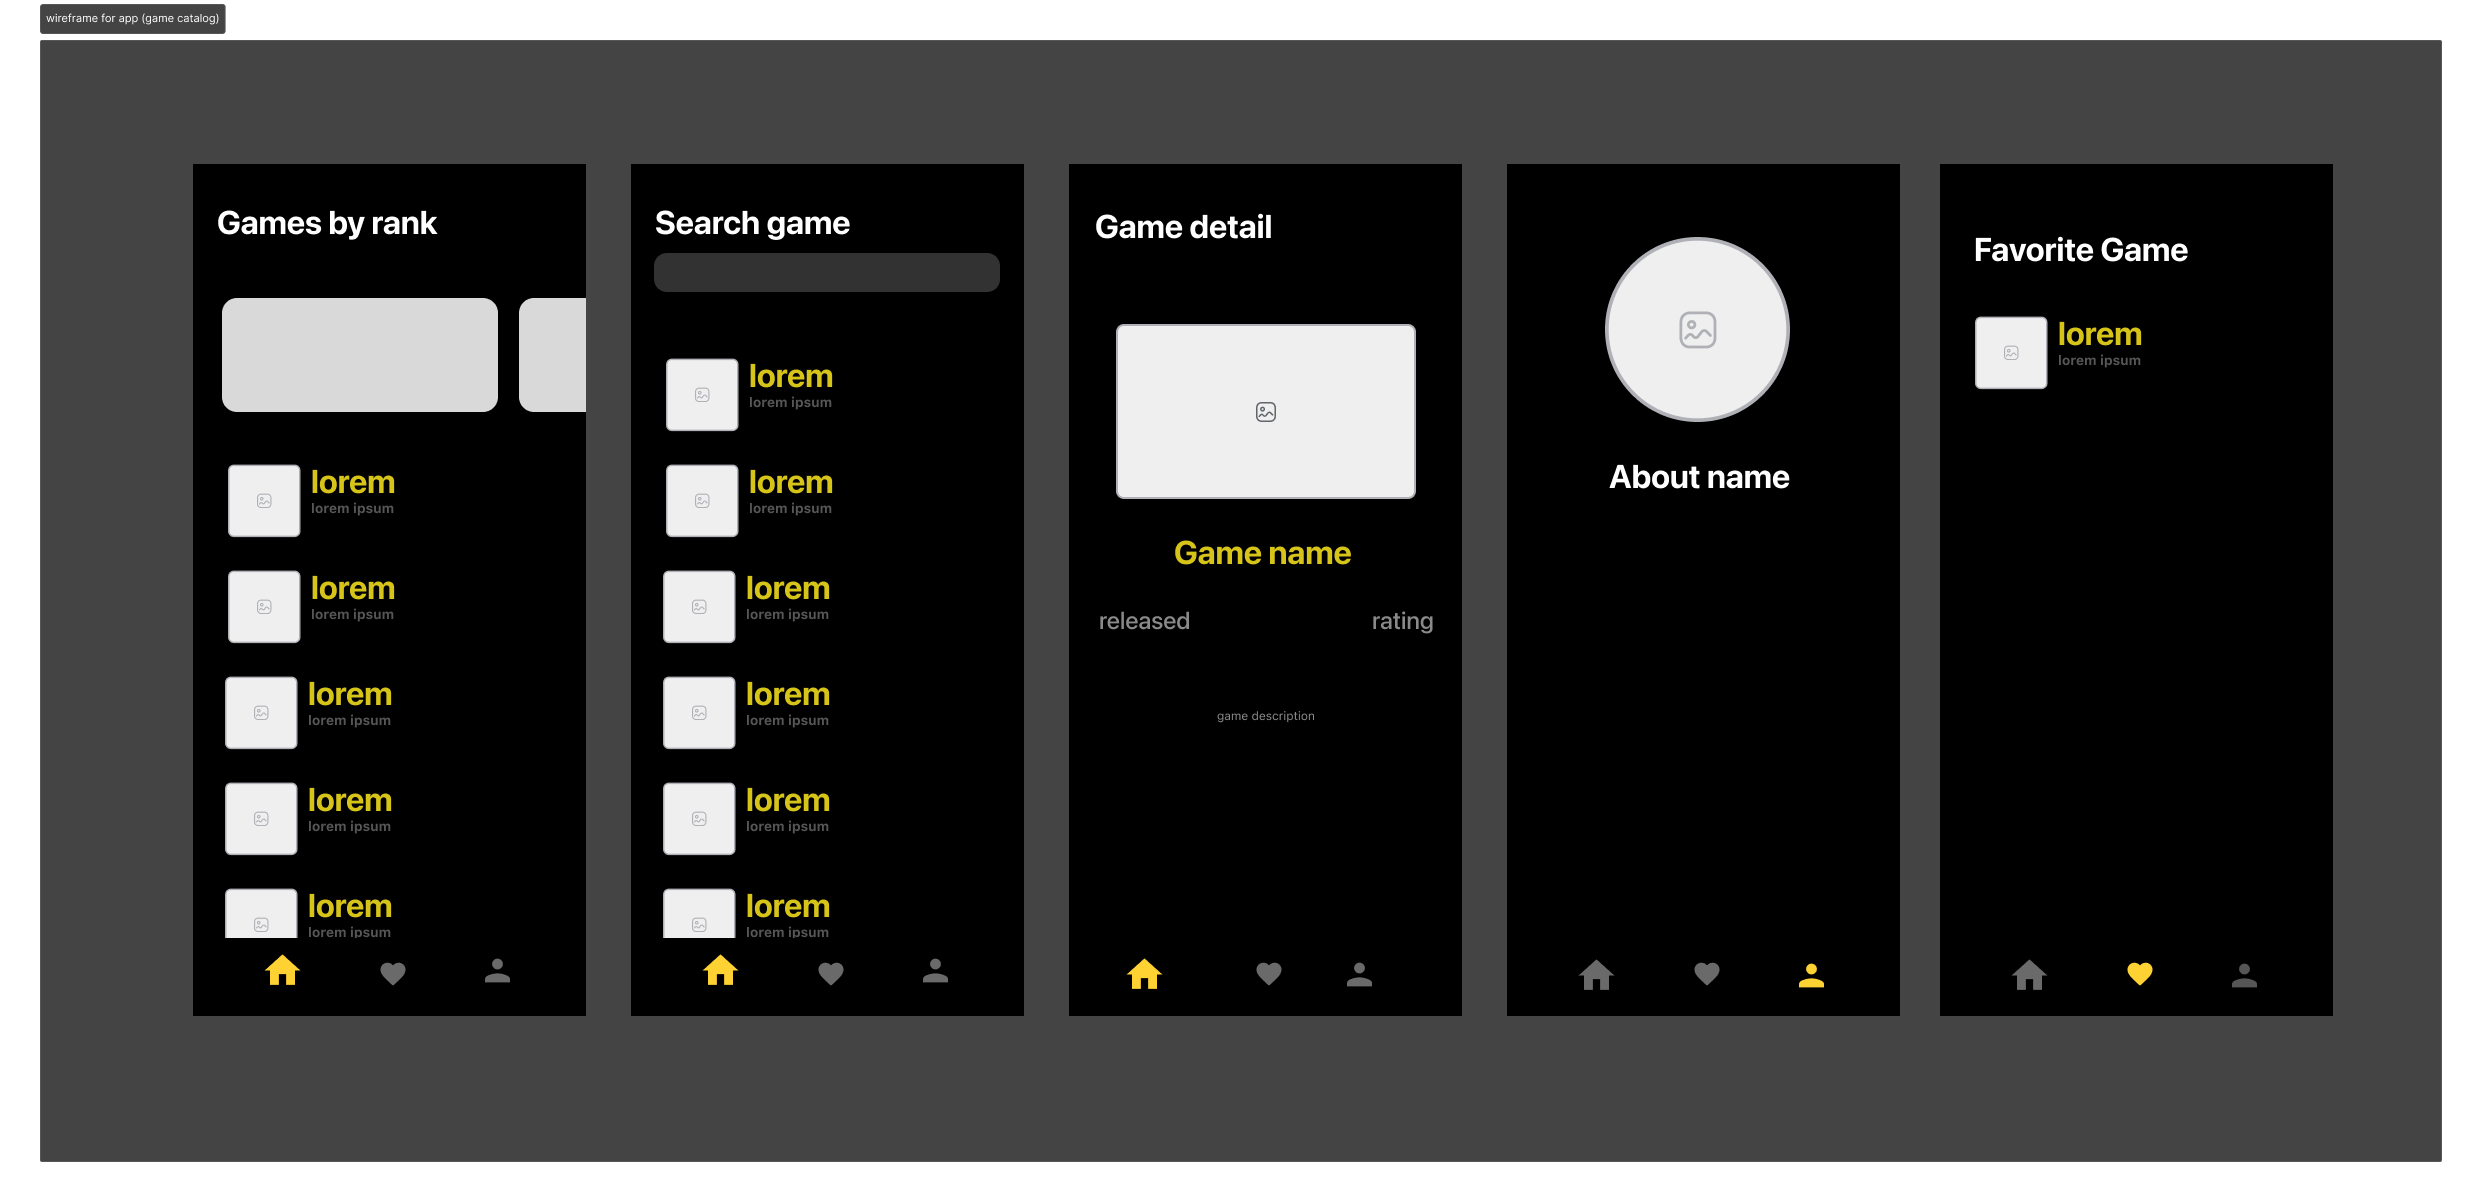 wireframe for app (game catalog)
Games by rank
lorem
lorem ipsum
lorem
lorem ipsum
lorem
lorem ipsum
lorem
lorem ipsum
lorem
lorem ipsum
Search game
lorem
lorem ipsum
lorem
lorem ipsum
lorem
lorem ipsum
lorem
lorem ipsum
lorem
lorem ipsum
lorem
lorem ipsum
Game detail
Game name
released
rating
game description
About name
Favorite Game
lorem
lorem ipsum